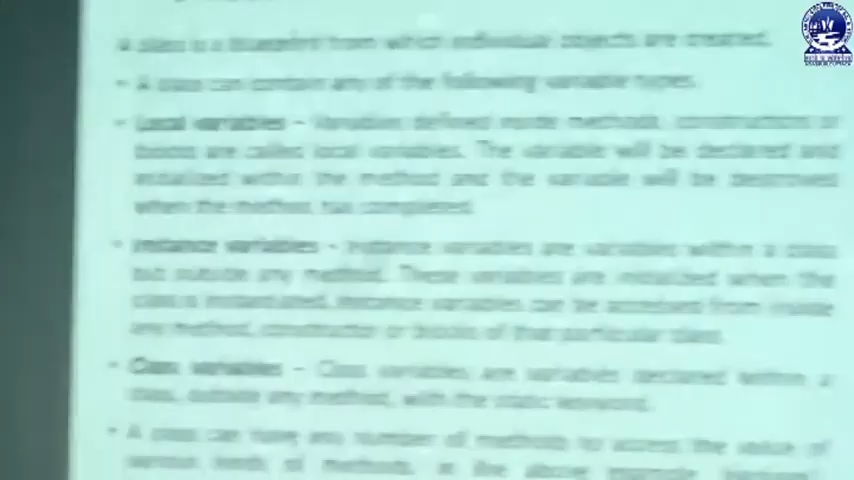 A class is a blueprint from which individual objects are created.
• A class can contain any of the following variable types.
• Local variables - Variables defined inside methods, constructors or
blocks are called local variables. The variable will be declared and
initialized within the method and the variable will be destroyed
when the method has completed.
• Instance variables - Instance variables are variables within a class
but outside any method. These variables are initialized when the
class is instantiated. Instance variables can be accessed from inside
any method, constructor or blocks of that particular class.
• Class variables - Class variables are variables declared within a
class, outside any method, with the static keyword.
• A class can have any number of methods to access the value of
various kinds of methods. In the above example,